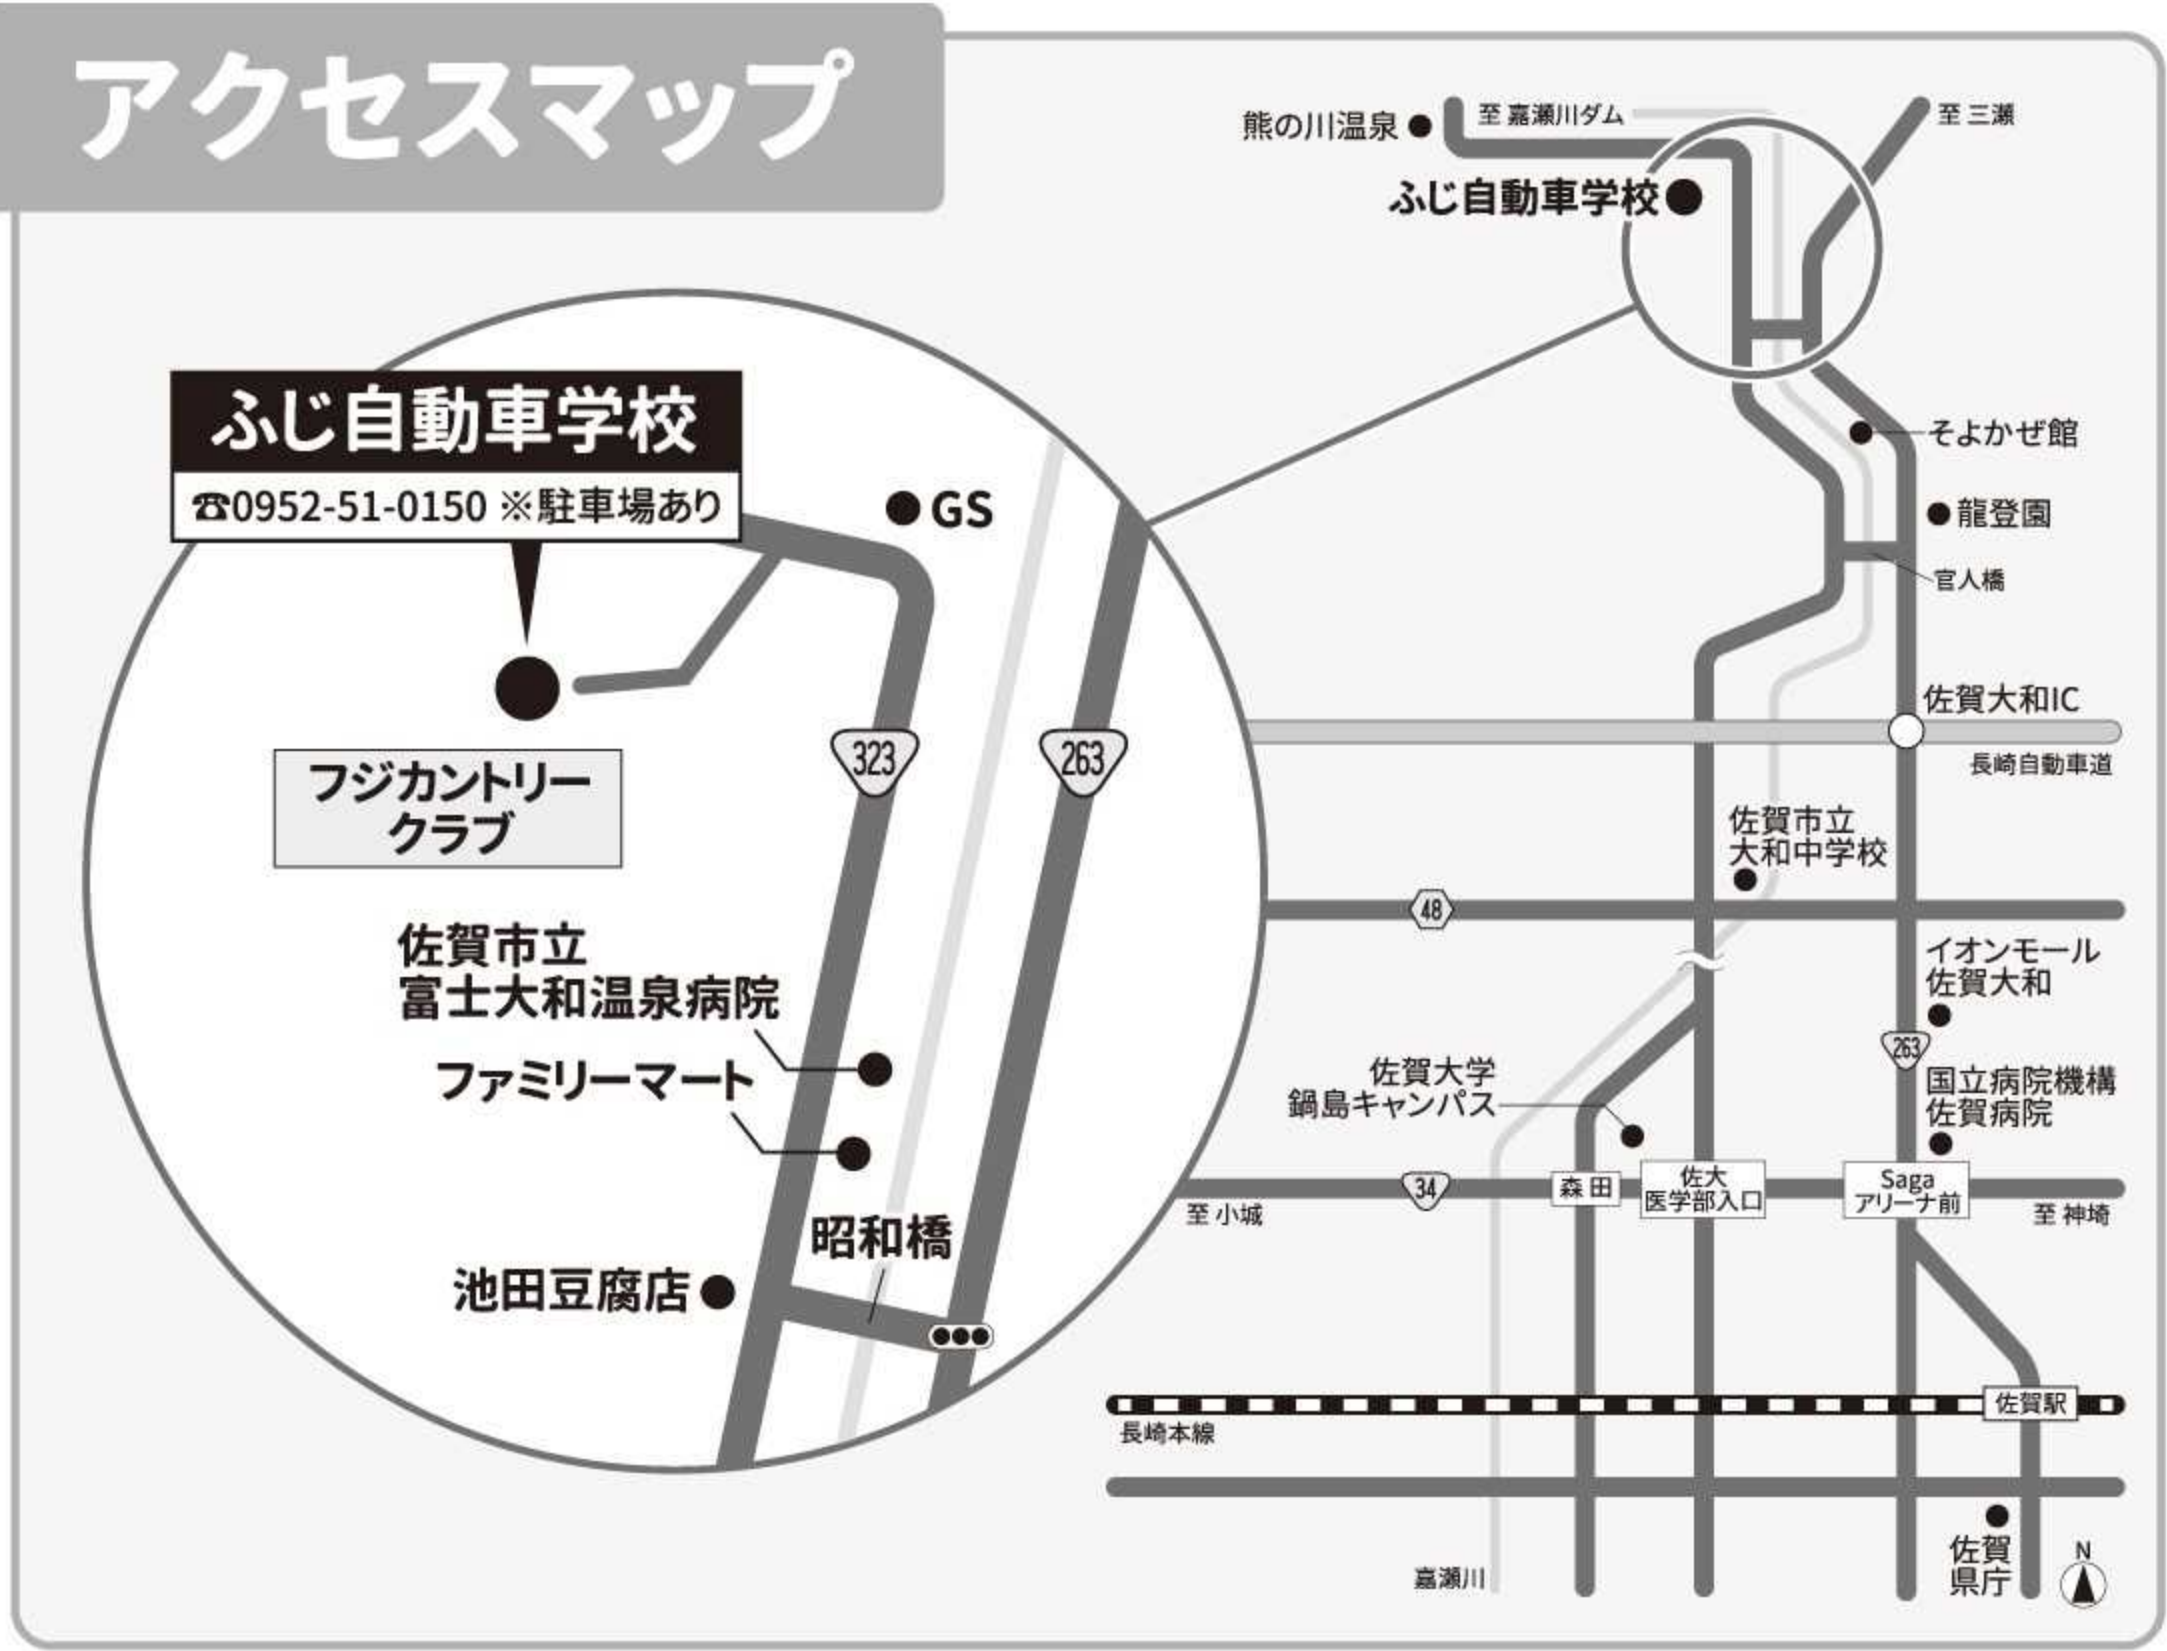 アクセスマップ
熊の川温泉
至 嘉瀬川ダム
至 三瀬
ふじ自動車学校
ふじ自動車学校
☎0952-51-0150 ※駐車場あり
GS
フジカントリー
クラブ
323
263
佐賀市立
富士大和温泉病院
ファミリーマート
昭和橋
池田豆腐店
そよかぜ館
龍登園
官人橋
佐賀大和IC
長崎自動車道
佐賀市立
大和中学校
48
イオンモール
佐賀大和
263
国立病院機構
佐賀病院
佐賀大学
鍋島キャンパス
34
森田
佐大
医学部入口
Saga
アリーナ前
至 小城
至 神埼
佐賀駅
長崎本線
嘉瀬川
佐賀
県庁
N